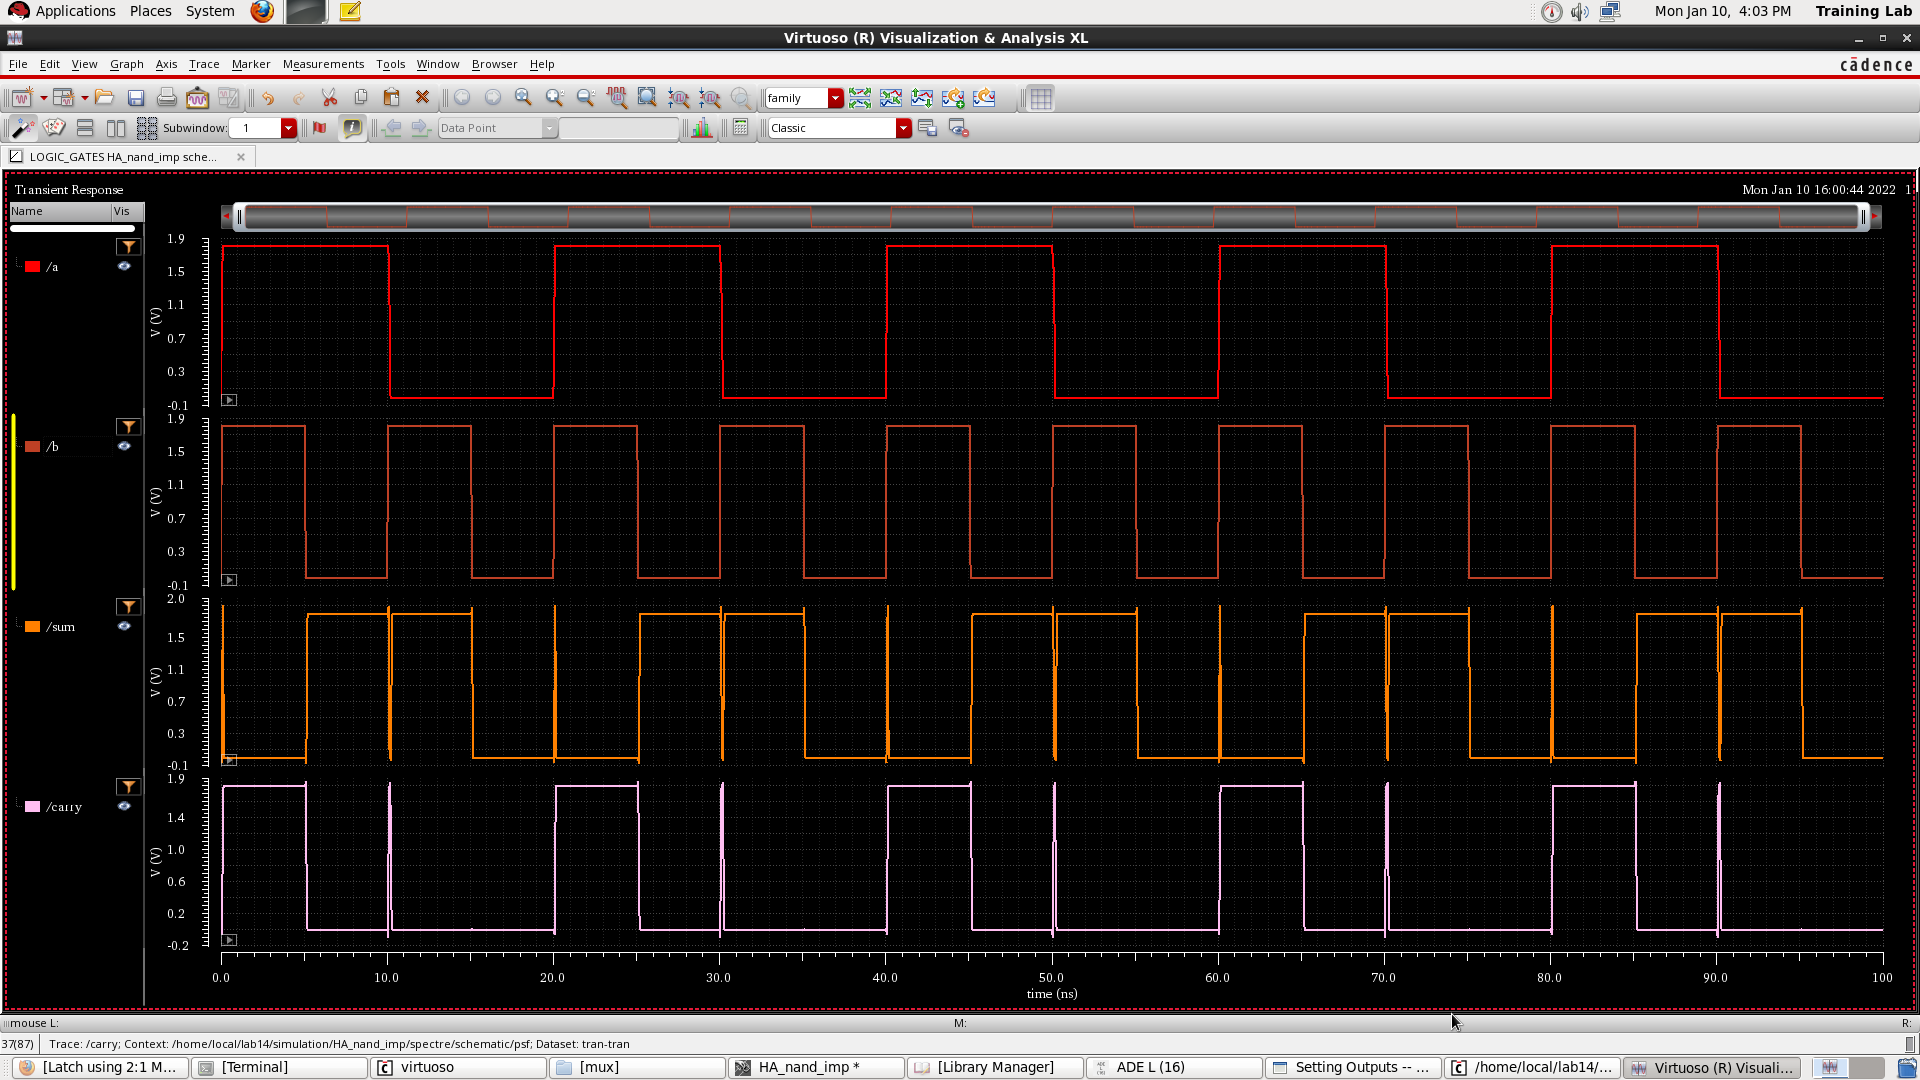 Applications Places System Mon Jan 10, 4:03 PM Training Lab
Virtuoso (R) Visualization & Analysis XL
File Edit View Graph Axis Trace Marker Measurements Tools Window Browser Help cādence
family
Subwindow: 1 Data Point Classic
LOGIC_GATES HA_nand_imp sche...
Transient Response Mon Jan 10 16:00:44 2022 1
Name Vis
/a
1.9
1.5
1.1
0.7
0.3
-0.1
V (V)
/b
1.9
1.5
1.1
0.7
0.3
-0.1
V (V)
/sum
2.0
1.5
1.1
0.7
0.3
-0.1
V (V)
/carry
1.9
1.4
1.0
0.6
0.2
-0.2
V (V)
0.0 10.0 20.0 30.0 40.0 50.0 60.0 70.0 80.0 90.0 100
time (ns)
mouse L: M: R:
37(87) Trace: /carry; Context: /home/local/lab14/simulation/HA_nand_imp/spectre/schematic/psf; Dataset: tran-tran
[Latch using 2:1 M... [Terminal] virtuoso [mux] HA_nand_imp * [Library Manager] ADE L (16) Setting Outputs -- ... /home/local/lab14/... Virtuoso (R) Visuali...